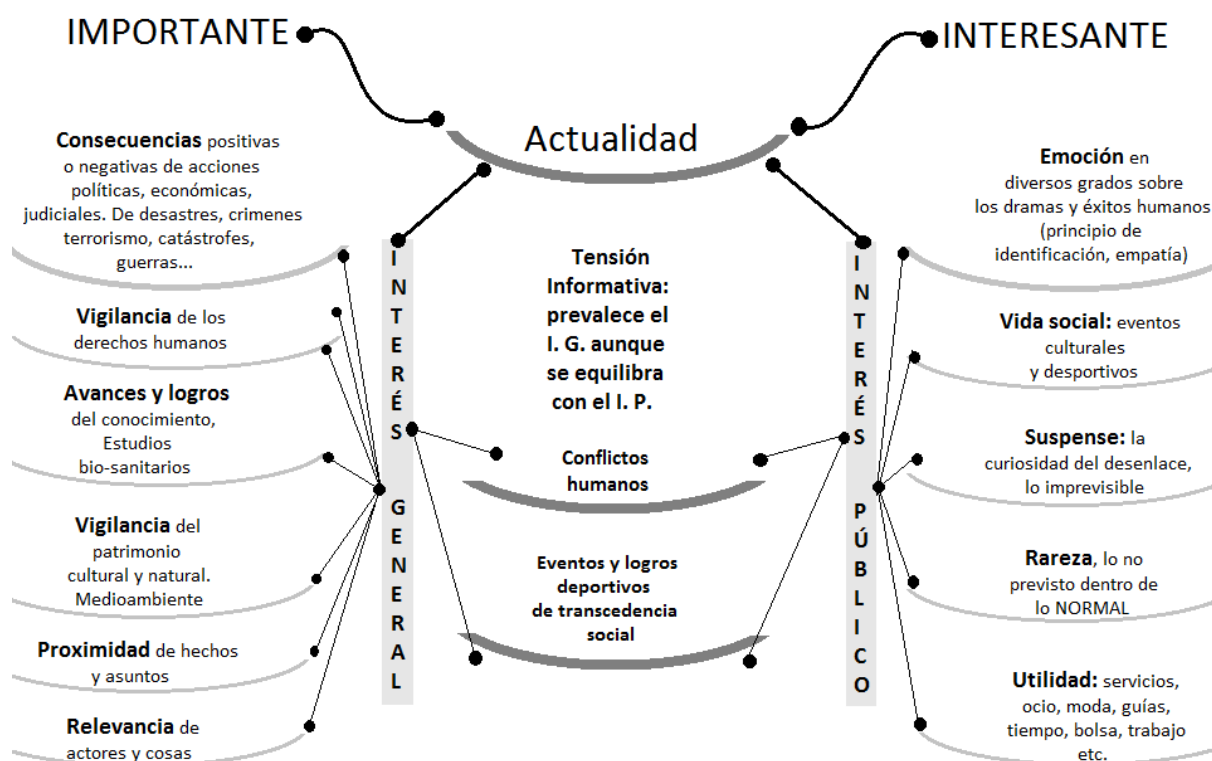 IMPORTANTE
INTERESANTE
Actualidad
Consecuencias positivas
o negativas de acciones
políticas, económicas,
judiciales. De desastres, crimenes
terrorismo, catástrofes,
guerras...
Vigilancia de los
derechos humanos
Avances y logros
del conocimiento,
Estudios
bio-sanitarios
Vigilancia del
patrimonio
cultural y natural.
Medioambiente
Proximidad de hechos
y asuntos
Relevancia de
actores y cosas
INTERÉS GENERAL
Tensión
Informativa:
prevalece el
I. G. aunque
se equilibra
con el I. P.
Conflictos
humanos
Eventos y logros
deportivos
de transcedencia
social
INTERÉS PÚBLICO
Emoción en
diversos grados sobre
los dramas y éxitos humanos
(principio de
identificación, empatía)
Vida social: eventos
culturales
y desportivos
Suspense: la
curiosidad del desenlace,
lo imprevisible
Rareza, lo no
previsto dentro de
lo NORMAL
Utilidad: servicios,
ocio, moda, guías,
tiempo, bolsa, trabajo
etc.